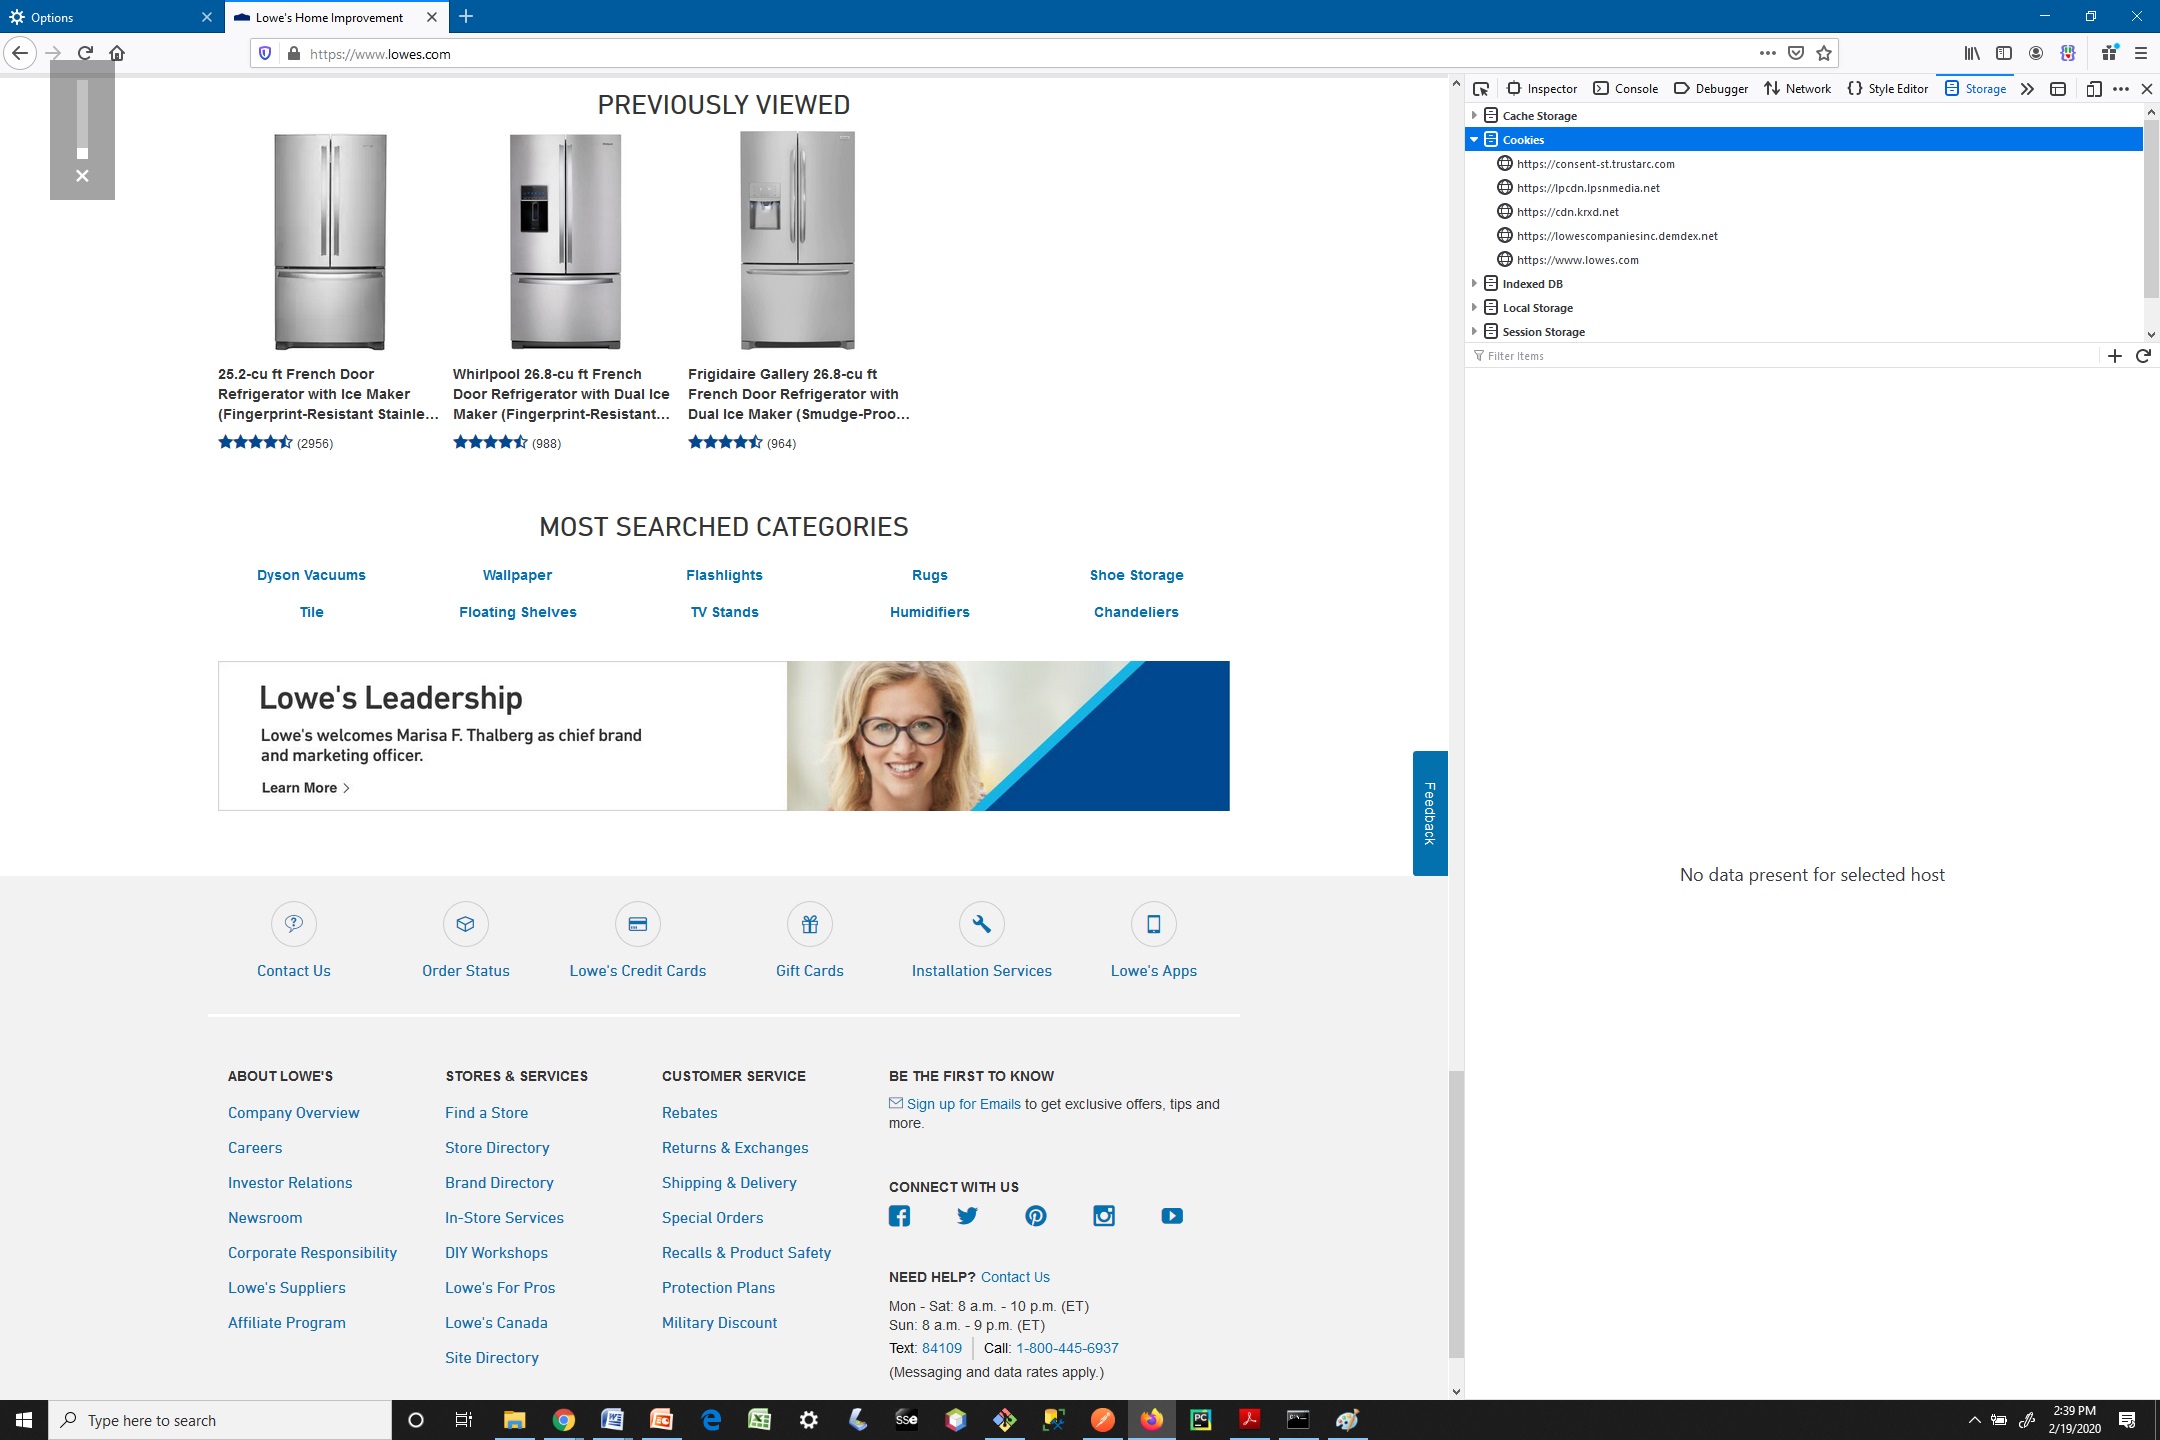 Options
Lowe's Home Improvement
https://www.lowes.com
PREVIOUSLY VIEWED
25.2-cu ft French Door
Refrigerator with Ice Maker
(Fingerprint-Resistant Stainle...
(2956)
Whirlpool 26.8-cu ft French
Door Refrigerator with Dual Ice
Maker (Fingerprint-Resistant...
(988)
Frigidaire Gallery 26.8-cu ft
French Door Refrigerator with
Dual Ice Maker (Smudge-Proo...
(964)
MOST SEARCHED CATEGORIES
Dyson Vacuums Wallpaper Flashlights Rugs Shoe Storage
Tile Floating Shelves TV Stands Humidifiers Chandeliers
Lowe's Leadership
Lowe's welcomes Marisa F. Thalberg as chief brand
and marketing officer.
Learn More >
Feedback
Contact Us Order Status Lowe's Credit Cards Gift Cards Installation Services Lowe's Apps
ABOUT LOWE'S
Company Overview
Careers
Investor Relations
Newsroom
Corporate Responsibility
Lowe's Suppliers
Affiliate Program
STORES & SERVICES
Find a Store
Store Directory
Brand Directory
In-Store Services
DIY Workshops
Lowe's For Pros
Lowe's Canada
Site Directory
CUSTOMER SERVICE
Rebates
Returns & Exchanges
Shipping & Delivery
Special Orders
Recalls & Product Safety
Protection Plans
Military Discount
BE THE FIRST TO KNOW
Sign up for Emails to get exclusive offers, tips and
more.
CONNECT WITH US
NEED HELP? Contact Us
Mon - Sat: 8 a.m. - 10 p.m. (ET)
Sun: 8 a.m. - 9 p.m. (ET)
Text: 84109 Call: 1-800-445-6937
(Messaging and data rates apply.)
Inspector Console Debugger Network Style Editor Storage
Cache Storage
Cookies
https://consent-st.trustarc.com
https://lpcdn.lpsnmedia.net
https://cdn.krxd.net
https://lowescompaniesinc.demdex.net
https://www.lowes.com
Indexed DB
Local Storage
Session Storage
Filter Items
No data present for selected host
Type here to search
SSe
PC
2:39 PM
2/19/2020